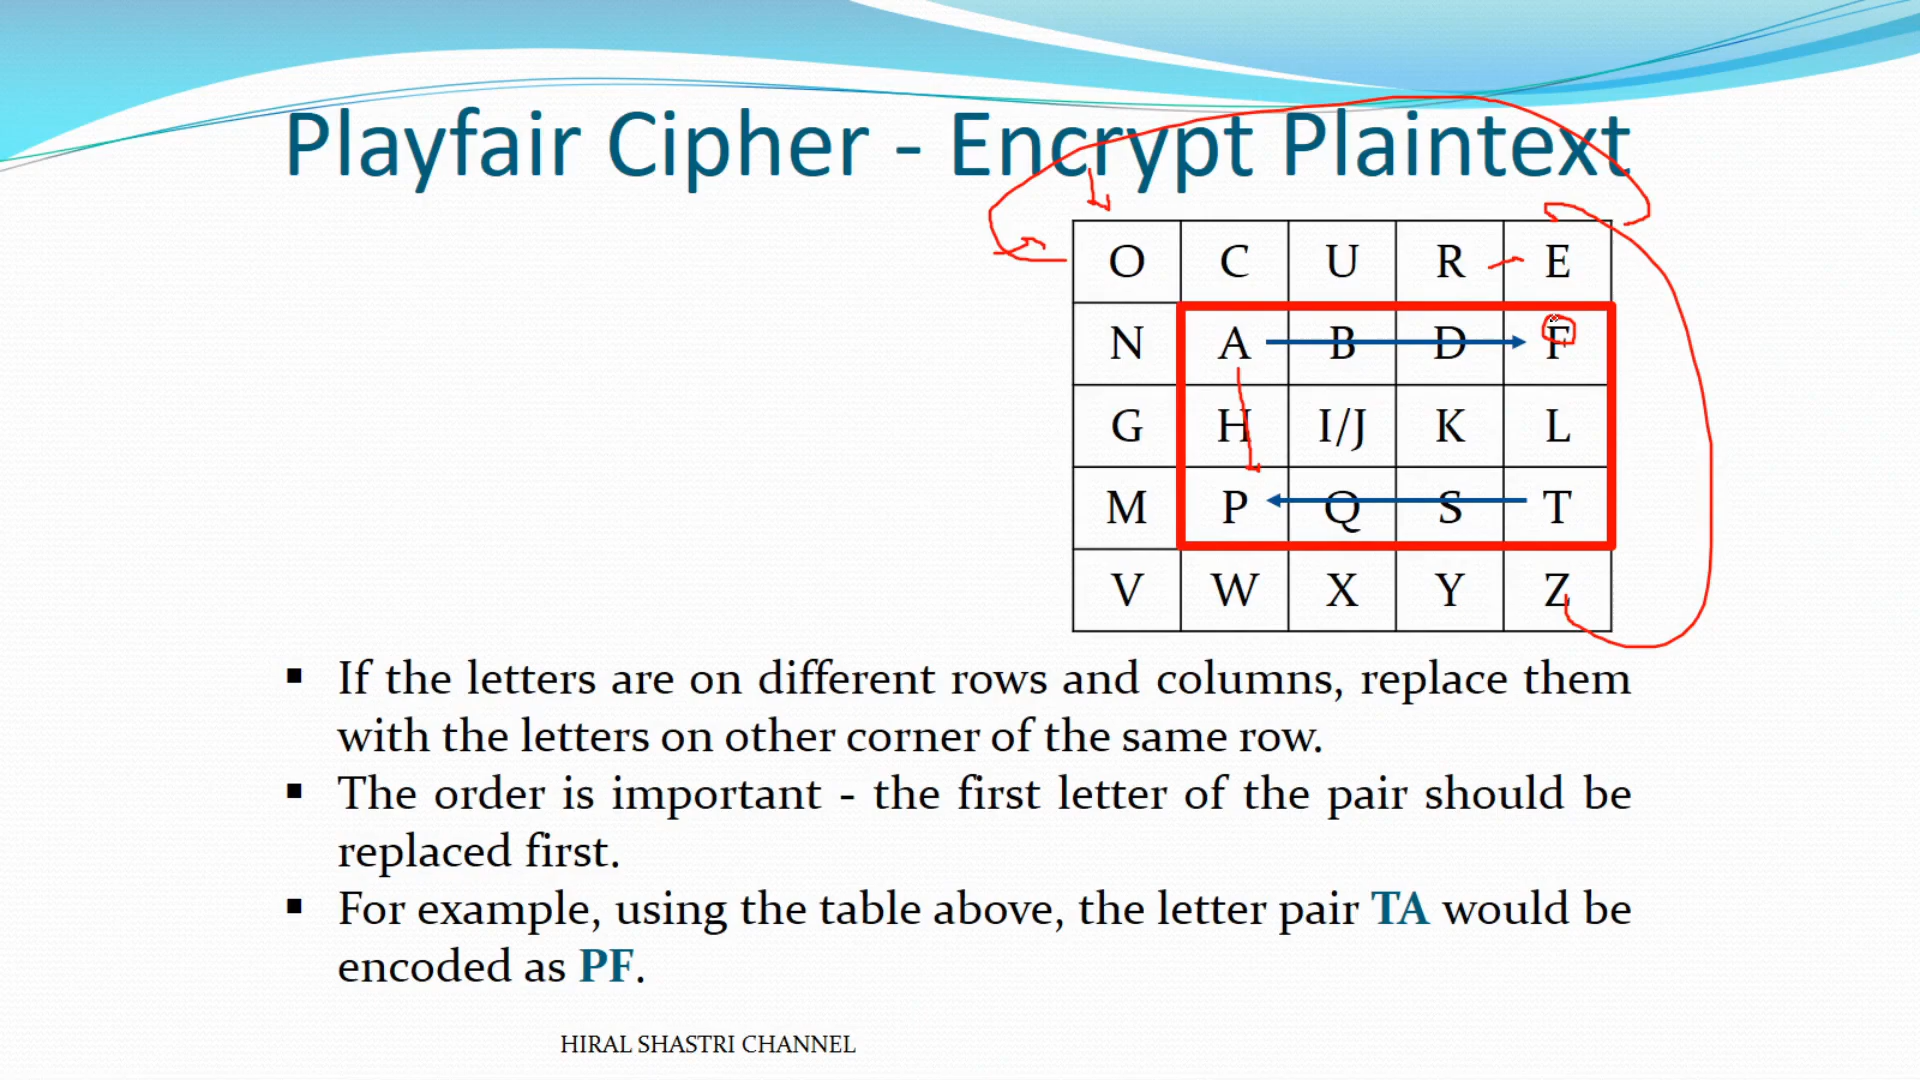 Playfair Cipher - Encrypt Plaintext
O C U R E
N A B D F
G H I/J K L
M P Q S T
V W X Y Z
▪ If the letters are on different rows and columns, replace them
with the letters on other corner of the same row.
▪ The order is important - the first letter of the pair should be
replaced first.
▪ For example, using the table above, the letter pair TA would be
encoded as PF.
HIRAL SHASTRI CHANNEL